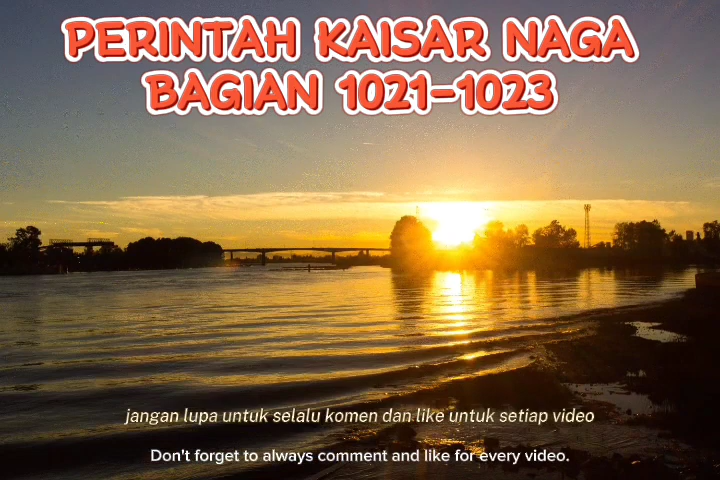 PERINTAH KAISAR NAGA
BAGIAN 1021-1023
jangan lupa untuk selalu komen dan like untuk setiap video
Don't forget to always comment and like for every video.